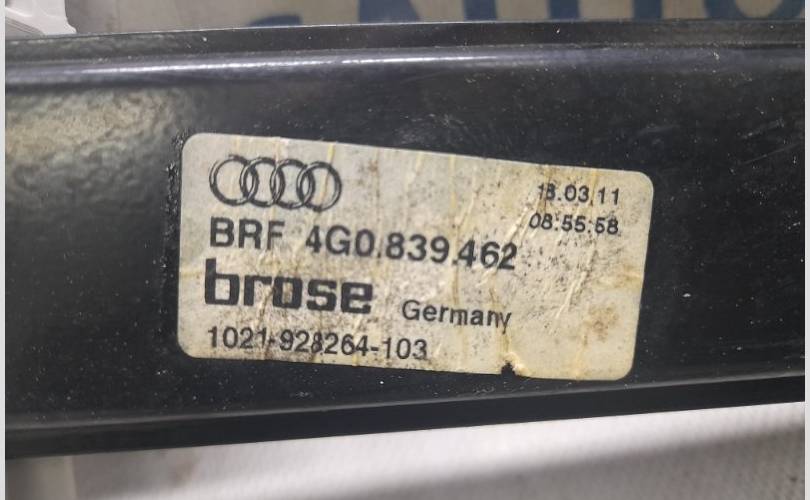 18.03.11
08:55:58
BRF 4G0.839.462
brose Germany
1021-928264-103